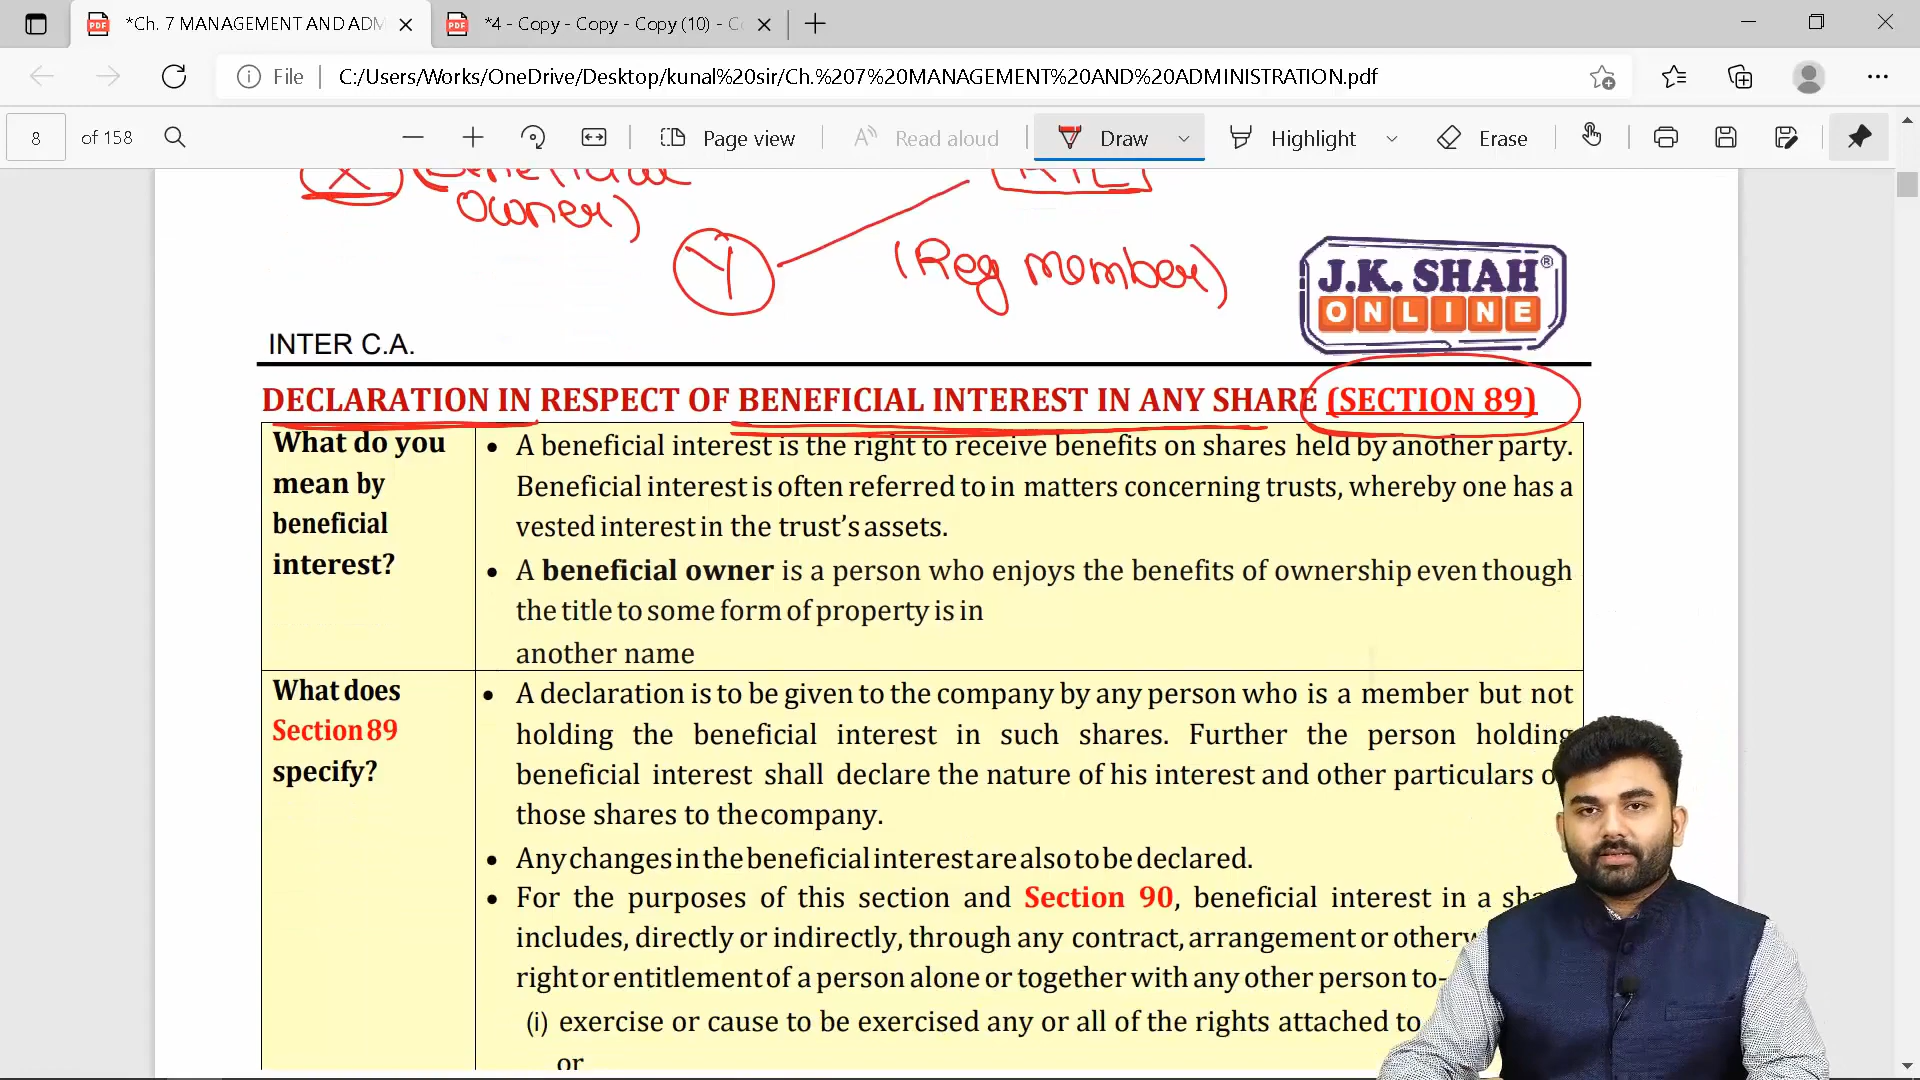 *Ch. 7 MANAGEMENT AND ADM
*4 - Copy - Copy - Copy (10) - Co
File
C:/Users/Works/OneDrive/Desktop/kunal%20sir/Ch.%207%20MANAGEMENT%20AND%20ADMINISTRATION.pdf
8 of 158
Page view
Read aloud
Draw
Highlight
Erase
X (Beneficial
Owner)
Y
(Reg member)
J.K. SHAH®
ONLINE
INTER C.A.
DECLARATION IN RESPECT OF BENEFICIAL INTEREST IN ANY SHARE (SECTION 89)
What do you
mean by
beneficial
interest?
• A beneficial interest is the right to receive benefits on shares held by another party.
Beneficial interest is often referred to in matters concerning trusts, whereby one has a
vested interest in the trust's assets.
• A beneficial owner is a person who enjoys the benefits of ownership even though
the title to some form of property is in
another name
What does
Section 89
specify?
• A declaration is to be given to the company by any person who is a member but not
holding the beneficial interest in such shares. Further the person holding
beneficial interest shall declare the nature of his interest and other particulars o
those shares to the company.
• Any changes in the beneficial interest are also to be declared.
• For the purposes of this section and Section 90, beneficial interest in a sha
includes, directly or indirectly, through any contract, arrangement or otherw
right or entitlement of a person alone or together with any other person to-
(i) exercise or cause to be exercised any or all of the rights attached to
or